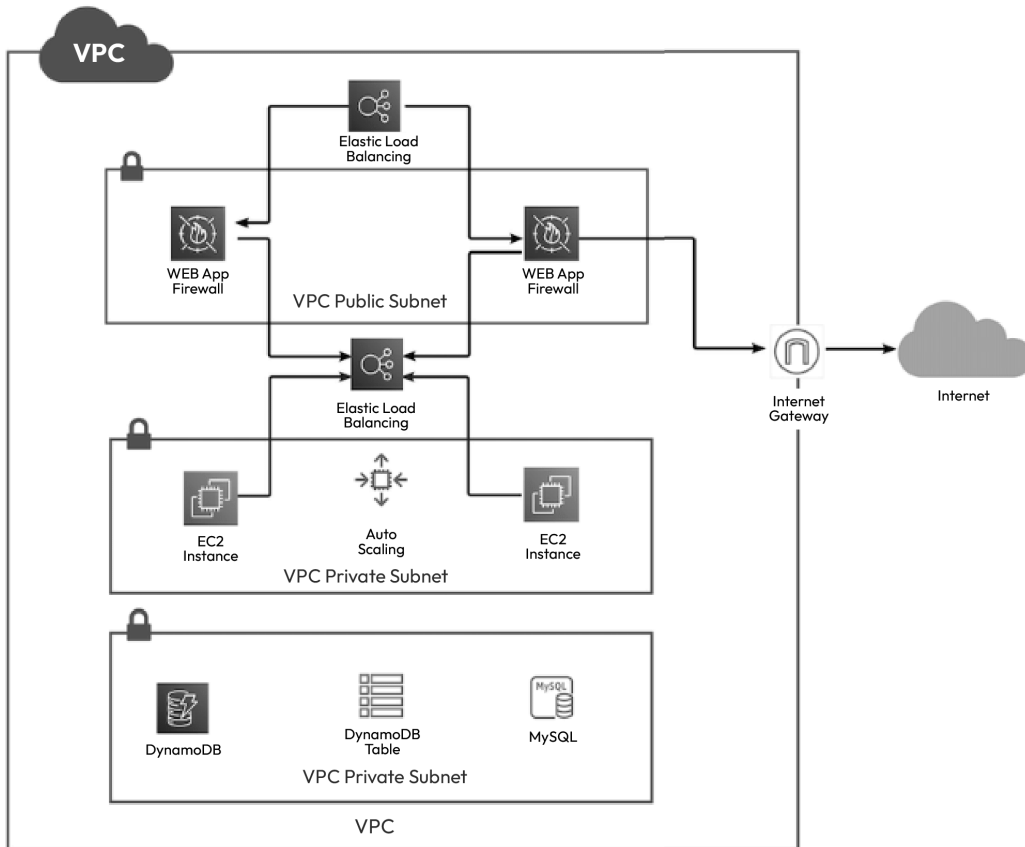 VPC
Elastic Load
Balancing
WEB App
Firewall
WEB App
Firewall
VPC Public Subnet
Elastic Load
Balancing
Internet
Gateway
Internet
EC2
Instance
Auto
Scaling
EC2
Instance
VPC Private Subnet
MySQL
DynamoDB
DynamoDB
Table
MySQL
VPC Private Subnet
VPC